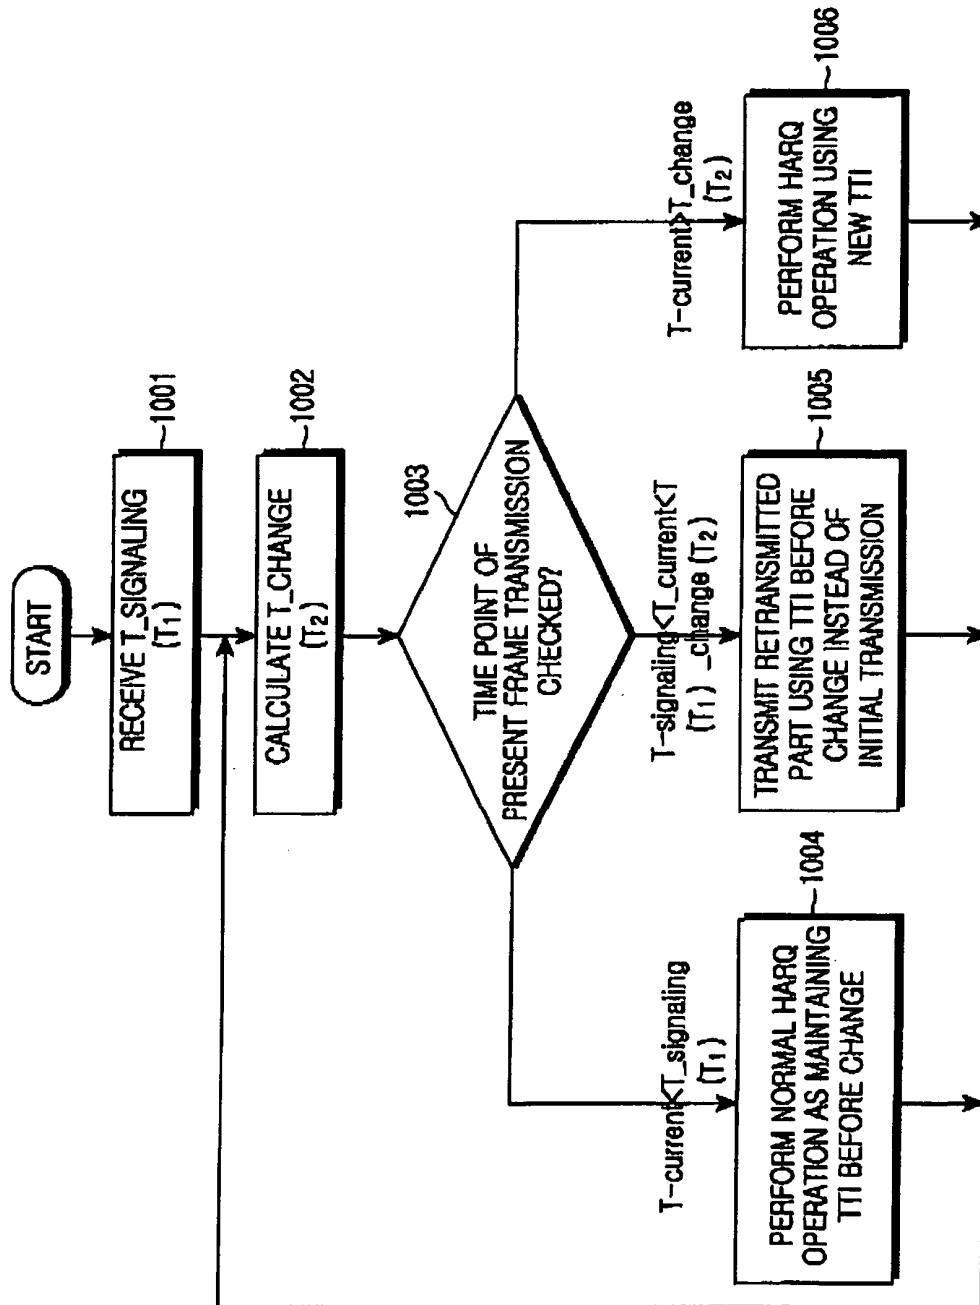 START
RECEIVE T_SIGNALING
(T1)
1001
CALCULATE T_CHANGE
(T2)
1002
TIME POINT OF
PRESENT FRAME TRANSMISSION
CHECKED?
1003
T-current<T_signaling
(T1)
T-signaling<T_current<T
(T1) _change (T2)
T-current>T_change
(T2)
PERFORM NORMAL HARQ
OPERATION AS MAINTAINING
TTI BEFORE CHANGE
1004
TRANSMIT RETRANSMITTED
PART USING TTI BEFORE
CHANGE INSTEAD OF
INITIAL TRANSMISSION
1005
PERFORM HARQ
OPERATION USING
NEW TTI
1006